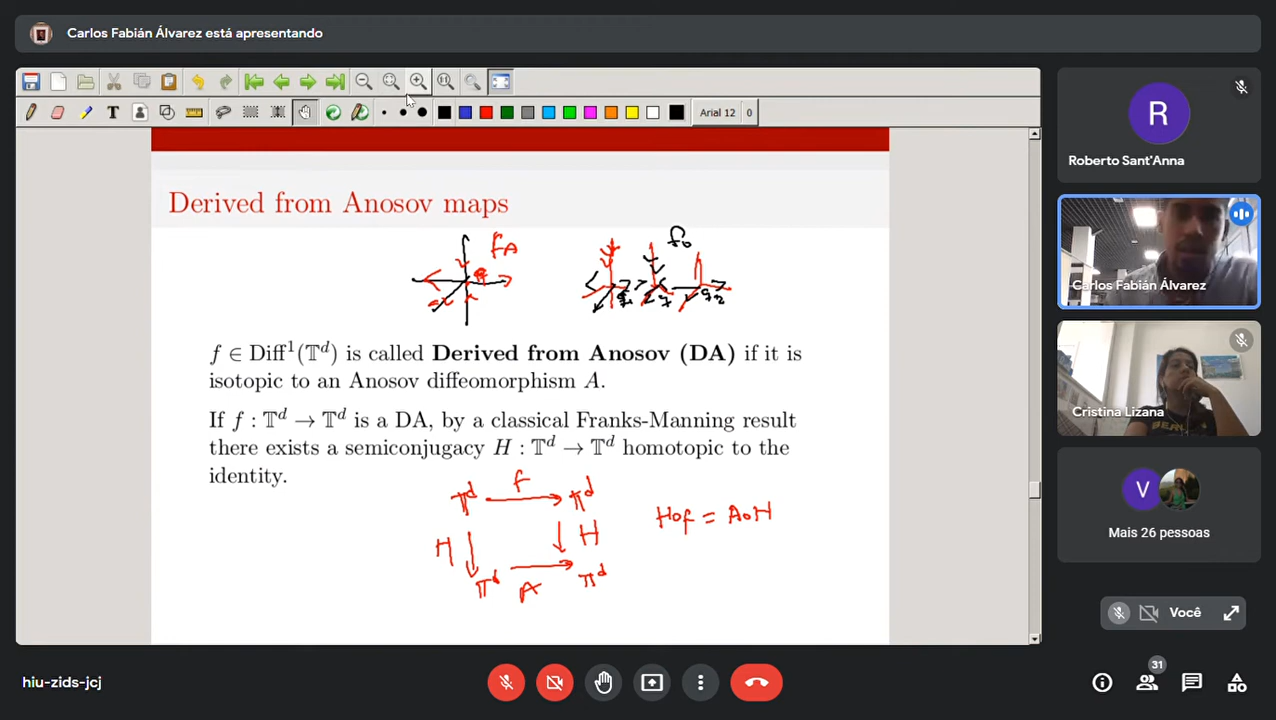 Carlos Fabián Álvarez está apresentando
T
Arial 12
0
Derived from Anosov maps
f_A
f_0
f ∈ Diff¹(𝕋ᵈ) is called Derived from Anosov (DA) if it is
isotopic to an Anosov diffeomorphism A.
If f : 𝕋ᵈ → 𝕋ᵈ is a DA, by a classical Franks-Manning result
there exists a semiconjugacy H : 𝕋ᵈ → 𝕋ᵈ homotopic to the
identity.
f
𝕋ᵈ → 𝕋ᵈ
H
H
H∘f = A∘H
𝕋ᵈ → 𝕋ᵈ
A
R
Roberto Sant'Anna
Carlos Fabián Álvarez
Cristina Lizana
V
Mais 26 pessoas
Você
hiu-zids-jcj
31